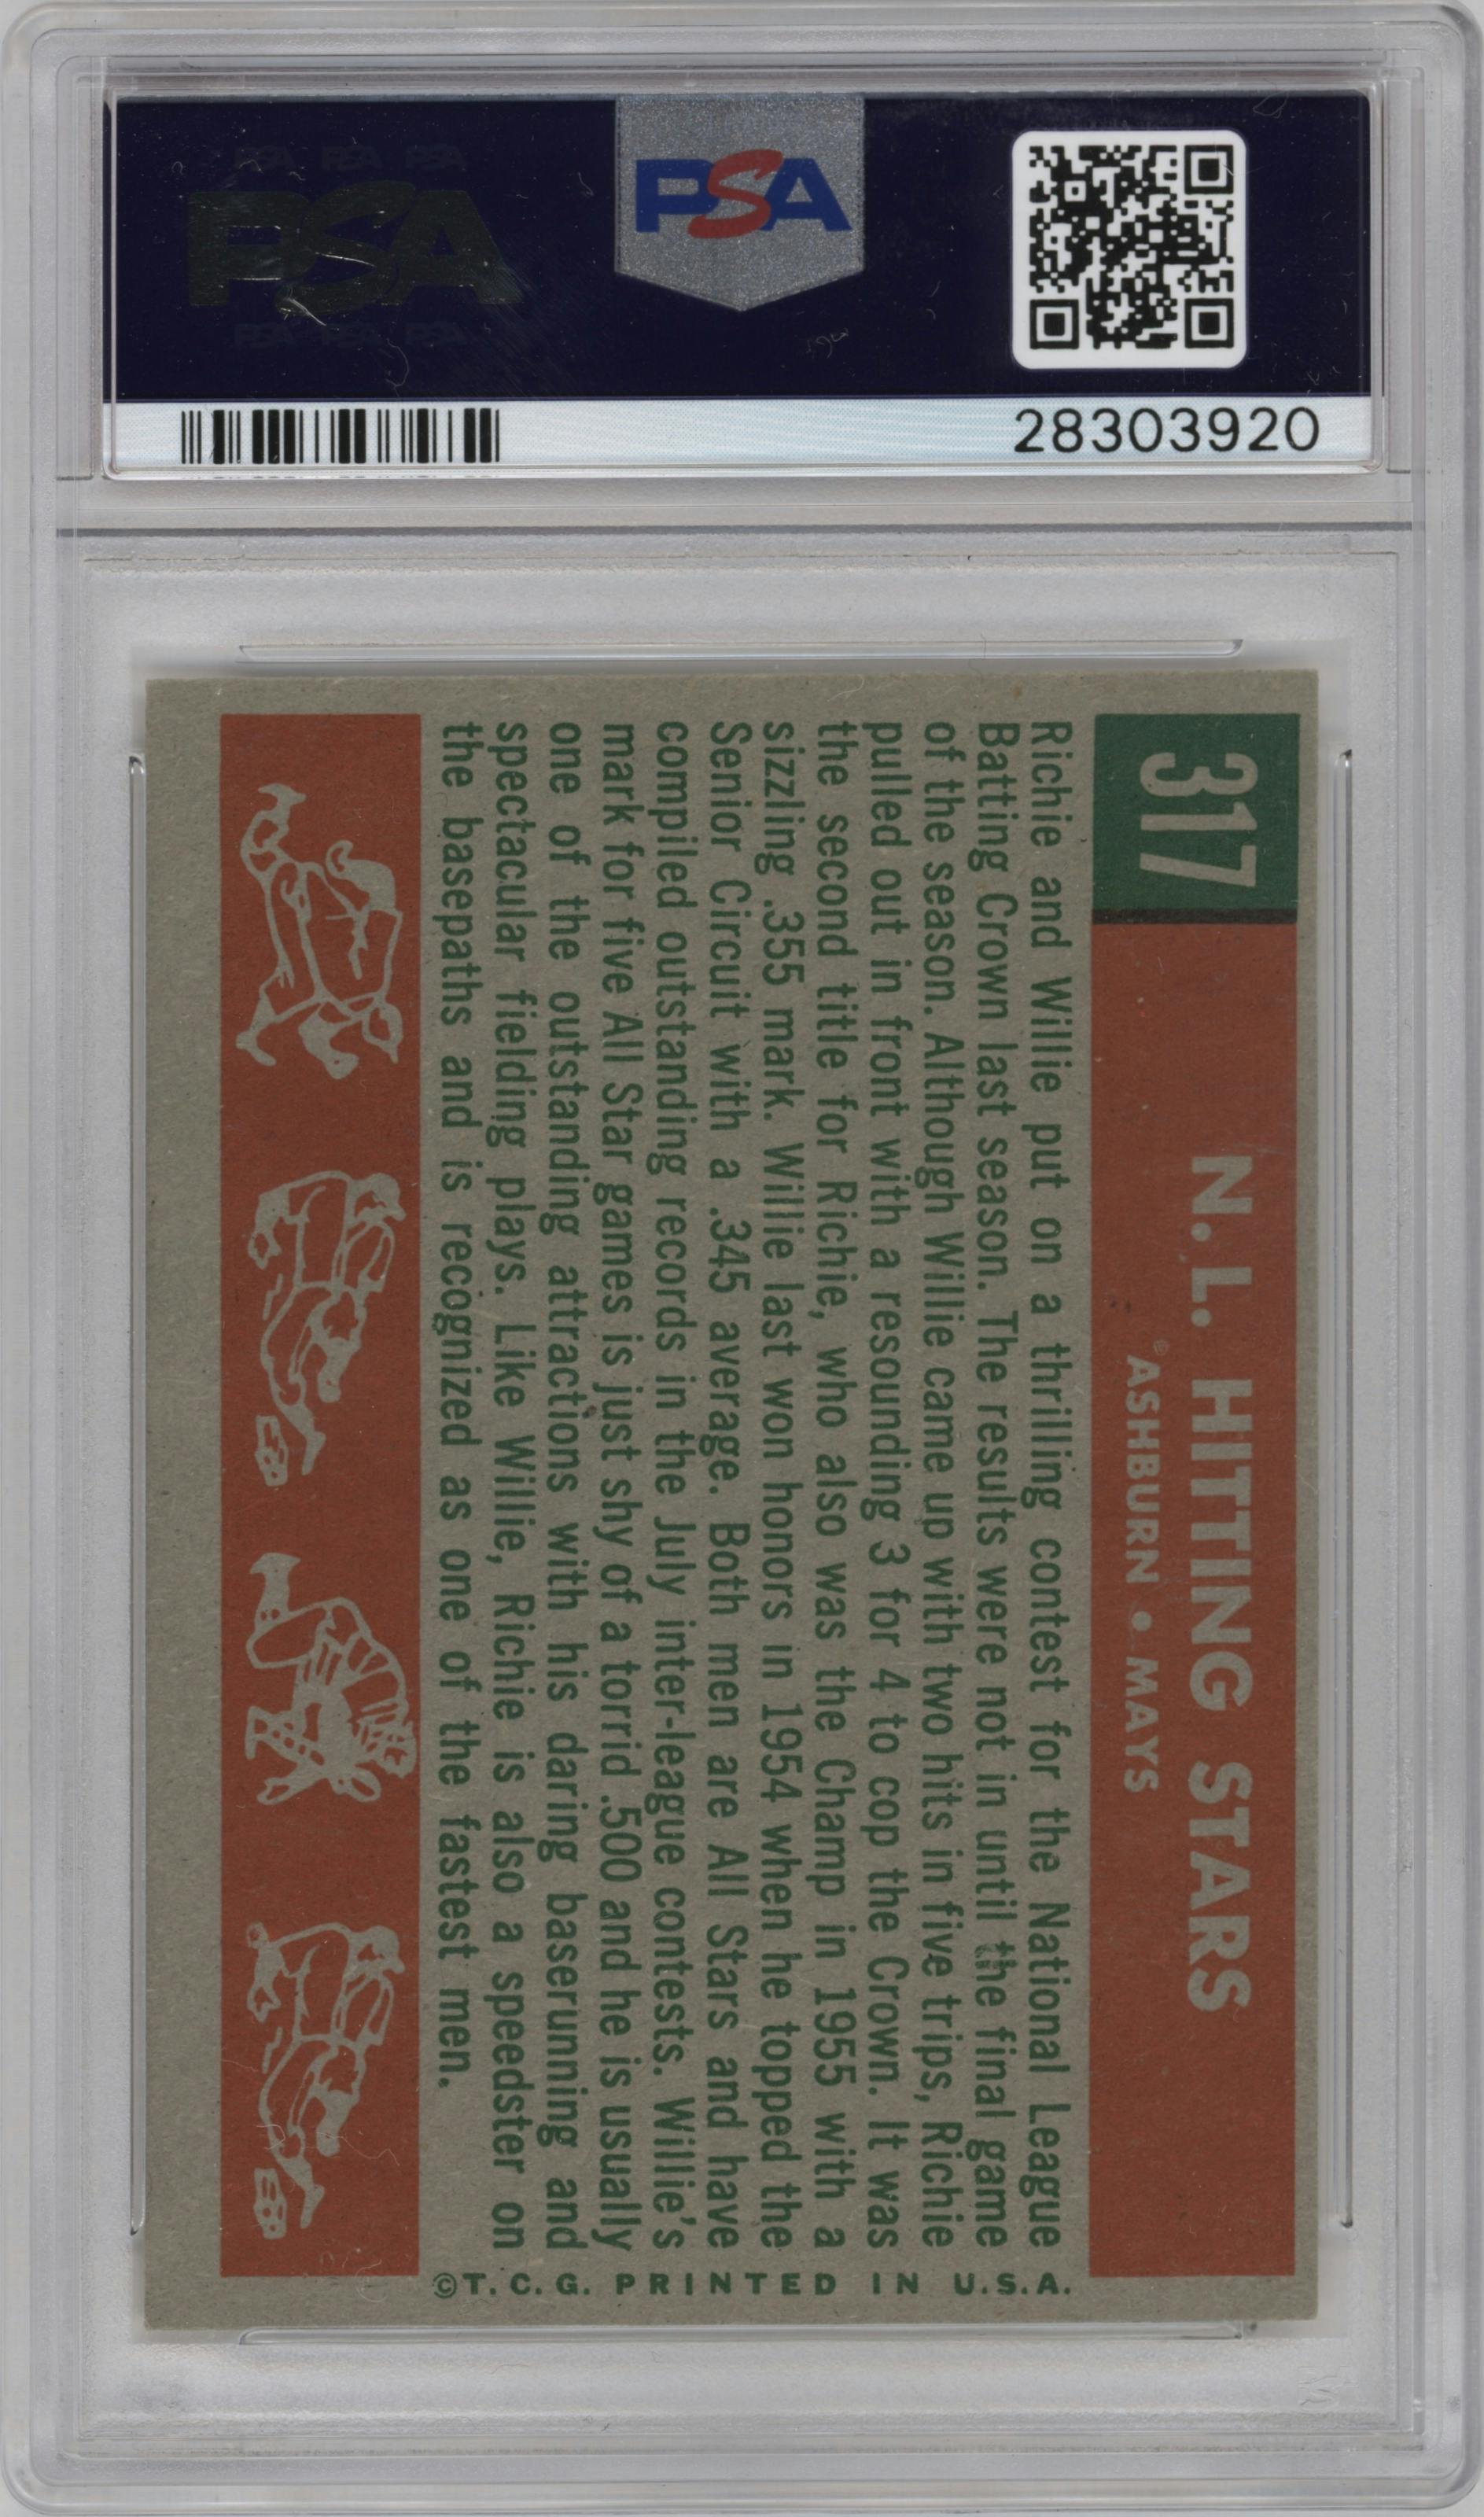 PSA PSA PSA
PSA
PSA PSA PSA
PSA
28303920
317
N. L. HITTING STARS
ASHBURN • MAYS
Richie and Willie put on a thrilling contest for the National League
Batting Crown last season. The results were not in until the final game
of the season. Although Willie came up with two hits in five trips, Richie
pulled out in front with a resounding 3 for 4 to cop the Crown. It was
the second title for Richie, who also was the Champ in 1955 with a
sizzling .355 mark. Willie last won honors in 1954 when he topped the
Senior Circuit with a .345 average. Both men are All Stars and have
compiled outstanding records in the July inter-league contests. Willie's
mark for five All Star games is just shy of a torrid .500 and he is usually
one of the outstanding attractions with his daring baserunning and
spectacular fielding plays. Like Willie, Richie is also a speedster on
the basepaths and is recognized as one of the fastest men.
©T. C. G. PRINTED IN U.S.A.